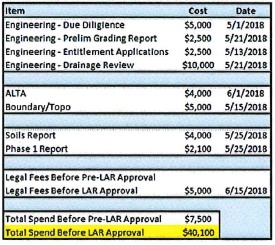 Item Cost Date
Engineering - Due Diligience $5,000 5/1/2018
Engineering - Prelim Grading Report $2,500 5/21/2018
Engineering - Entitlement Applications $2,500 5/13/2018
Engineering - Drainage Review $10,000 5/21/2018
ALTA $4,000 6/1/2018
Boundary/Topo $5,000 5/15/2018
Soils Report $4,000 5/25/2018
Phase 1 Report $2,100 5/25/2018
Legal Fees Before Pre-LAR Approval
Legal Fees Before LAR Approval $5,000 6/15/2018
Total Spend Before Pre-LAR Approval $7,500
Total Spend Before LAR Approval $40,100